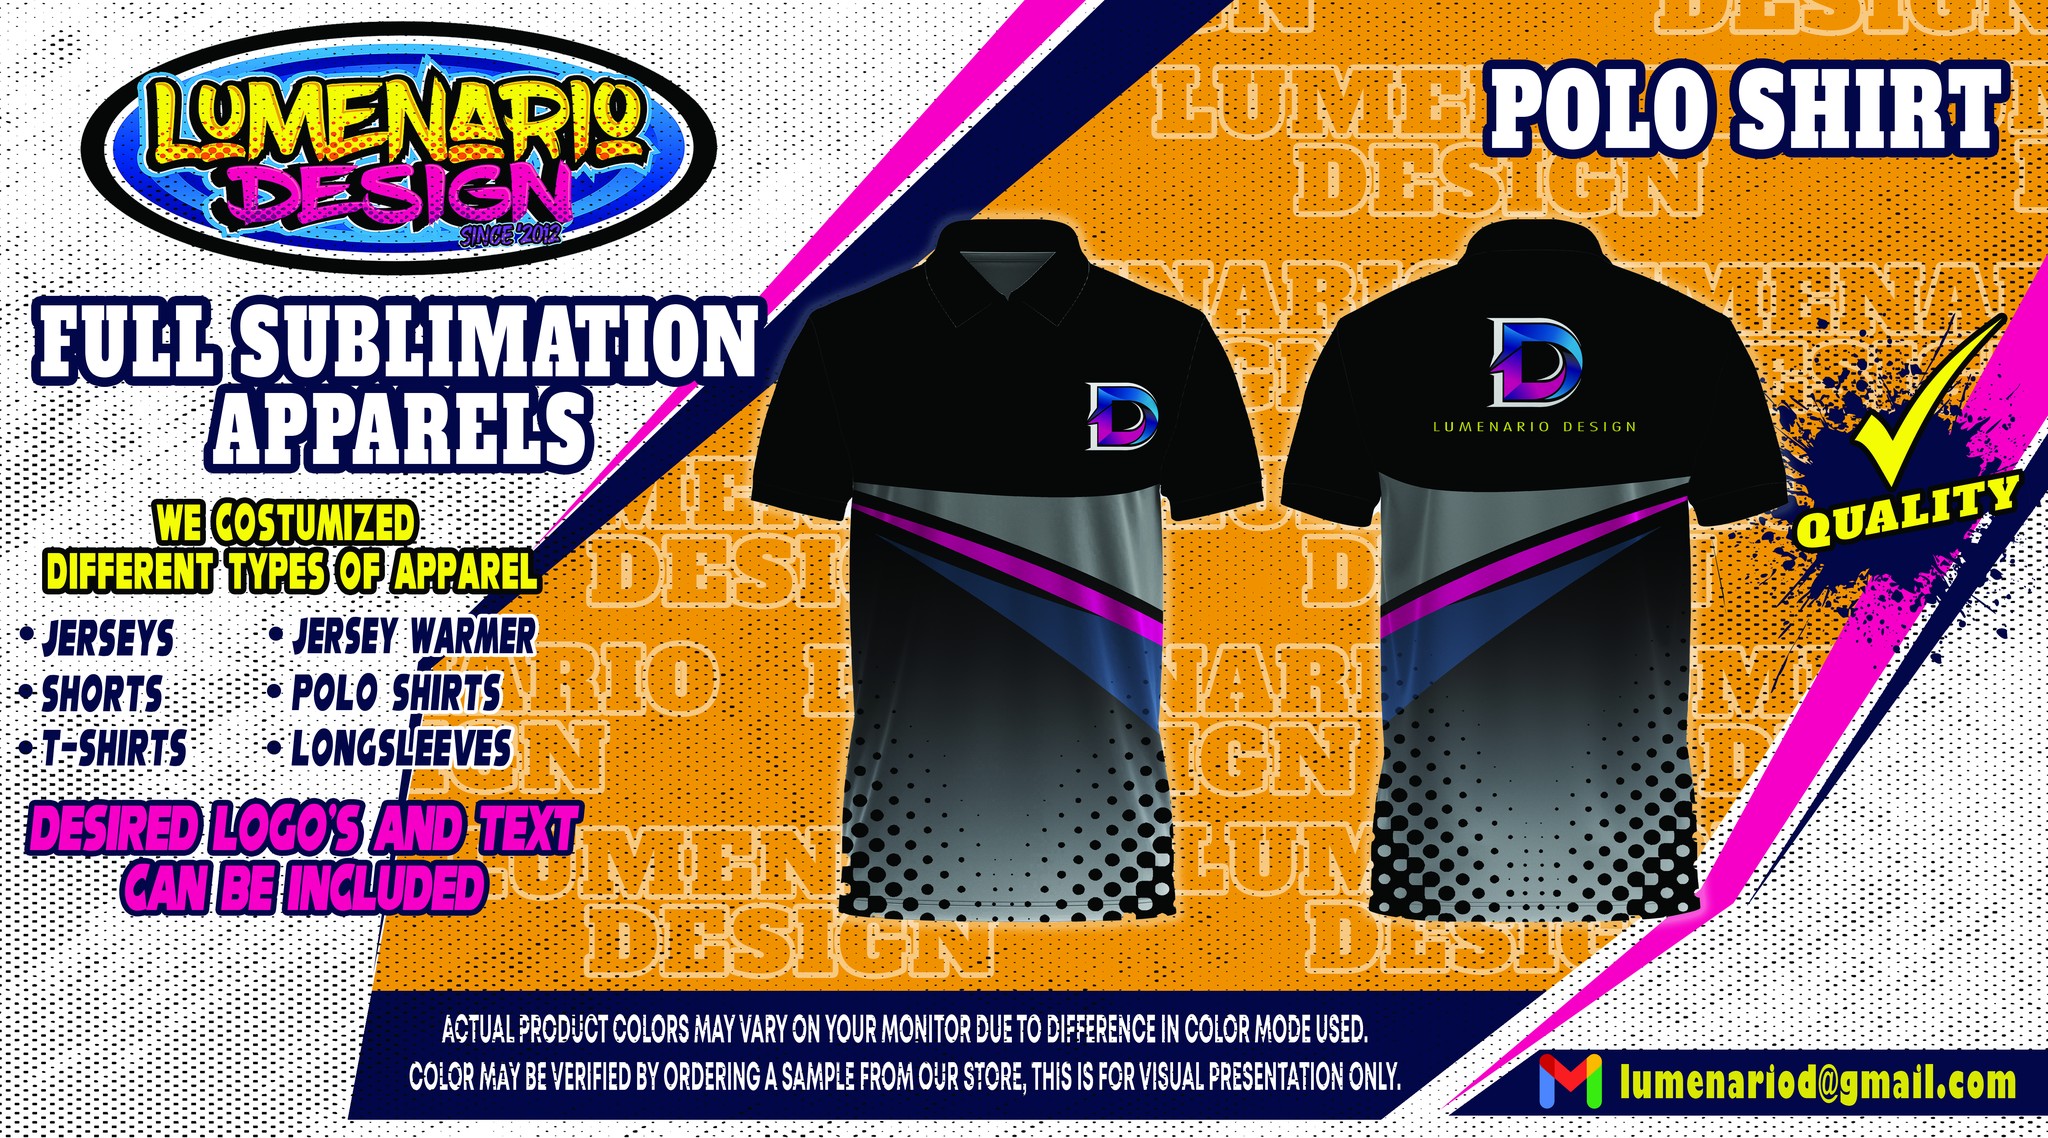 LUMENARIO
DESIGN
SINCE '2012
FULL SUBLIMATION
APPARELS
WE COSTUMIZED
DIFFERENT TYPES OF APPAREL
• JERSEYS
• SHORTS
• T-SHIRTS
• JERSEY WARMER
• POLO SHIRTS
• LONGSLEEVES
DESIRED LOGO'S AND TEXT
CAN BE INCLUDED
POLO SHIRT
D
D
LUMENARIO DESIGN
QUALITY
LUMENARIO
DESIGN
ACTUAL PRODUCT COLORS MAY VARY ON YOUR MONITOR DUE TO DIFFERENCE IN COLOR MODE USED.
COLOR MAY BE VERIFIED BY ORDERING A SAMPLE FROM OUR STORE, THIS IS FOR VISUAL PRESENTATION ONLY.
lumenariod@gmail.com